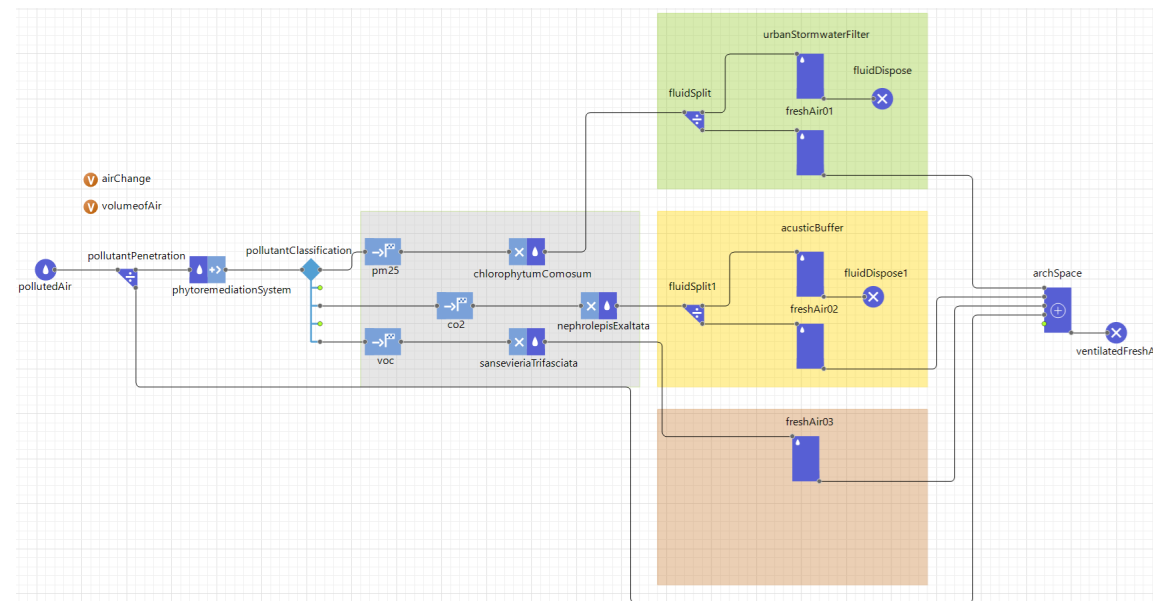 urbanStormwaterFilter
fluidDispose
fluidSplit
freshAir01
V airChange
V volumeofAir
acusticBuffer
pollutantPenetration
pollutantClassification
pm25
chlorophytumComosum
fluidDispose1
archSpace
pollutedAir
phytoremediationSystem
fluidSplit1
freshAir02
co2
nephrolepisExaltata
ventilatedFreshA
voc
sansevieriaTrifasciata
freshAir03